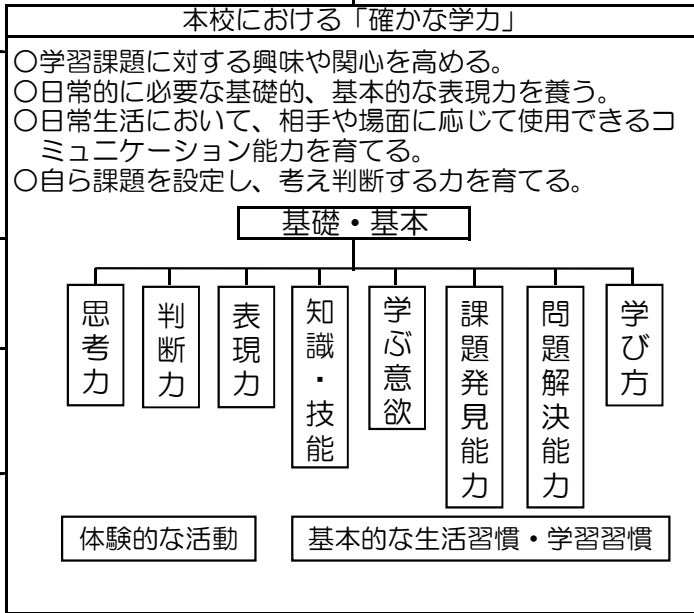 本校における「確かな学力」
○学習課題に対する興味や関心を高める。
○日常的に必要な基礎的、基本的な表現力を養う。
○日常生活において、相手や場面に応じて使用できるコ
ミュニケーション能力を育てる。
○自ら課題を設定し、考え判断する力を育てる。
基礎・基本
思考力
判断力
表現力
知識・技能
学ぶ意欲
課題発見能力
問題解決能力
学び方
体験的な活動
基本的な生活習慣・学習習慣